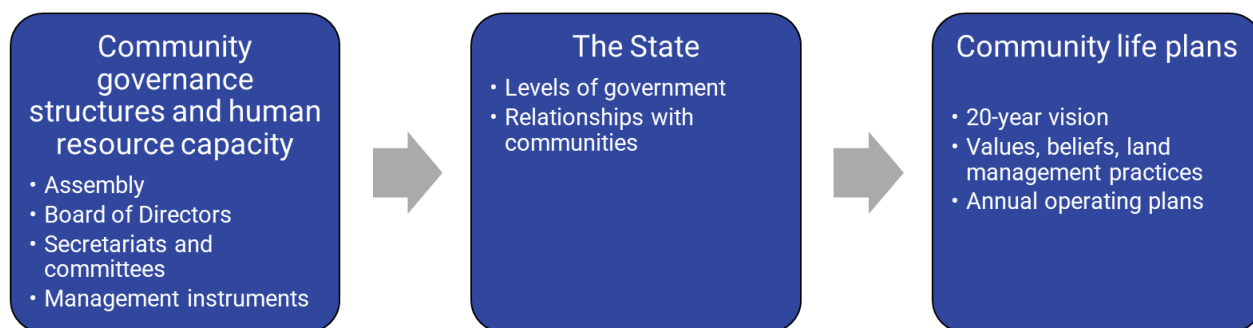 Community
governance
structures and human
resource capacity
• Assembly
• Board of Directors
• Secretariats and
committees
• Management instruments
The State
• Levels of government
• Relationships with
communities
Community life plans
• 20-year vision
• Values, beliefs, land
management practices
• Annual operating plans